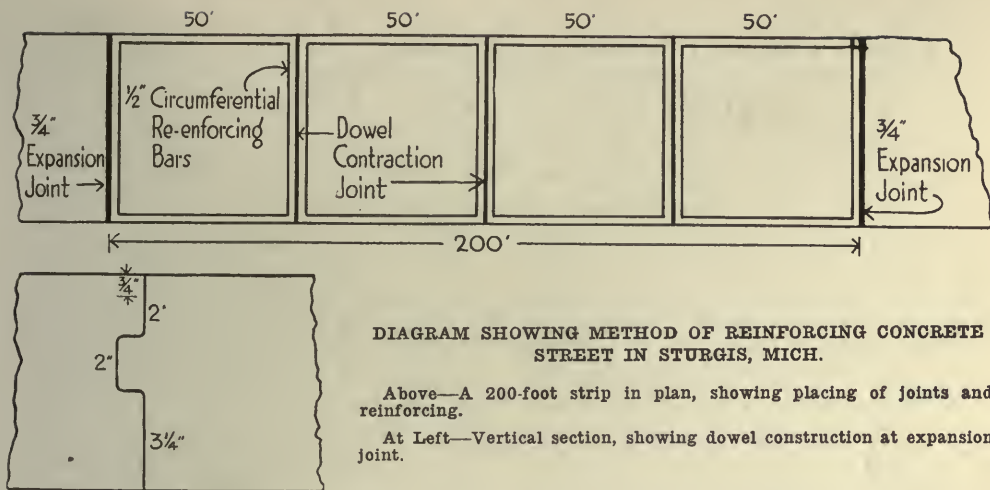 50' 50' 50' 50'
3/4"
Expansion
Joint
1/2" Circumferential
Re-enforcing
Bars
Dowel
Contraction
Joint
3/4"
Expansion
Joint
200'
3/4"
2"
2"
3 1/4"
DIAGRAM SHOWING METHOD OF REINFORCING CONCRETE
STREET IN STURGIS, MICH.
Above—A 200-foot strip in plan, showing placing of joints and
reinforcing.
At Left—Vertical section, showing dowel construction at expansion
joint.